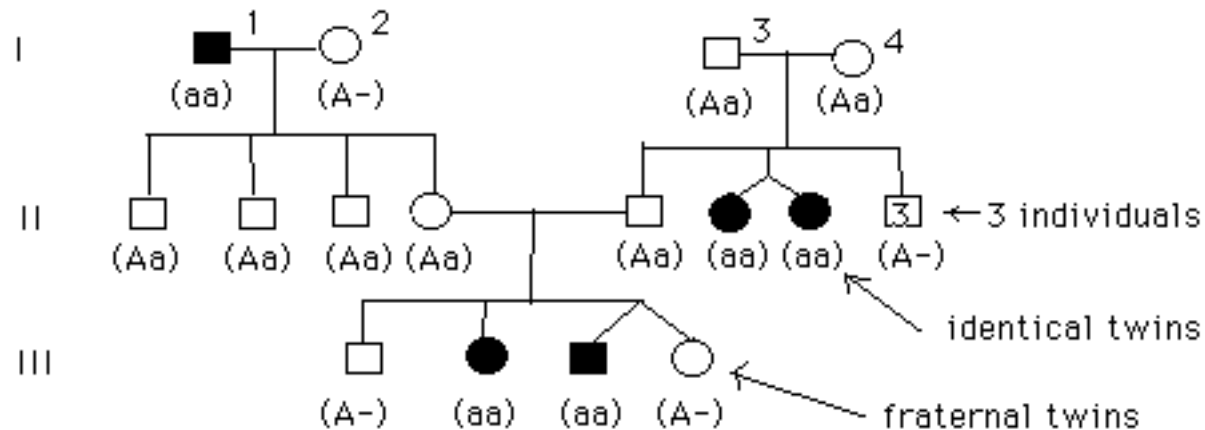 I 1 2 3 4
(aa) (A-) (Aa) (Aa)
II 3 ←3 individuals
(Aa) (Aa) (Aa) (Aa) (Aa) (aa) (aa) (A-)
identical twins
III
(A-) (aa) (aa) (A-)
fraternal twins